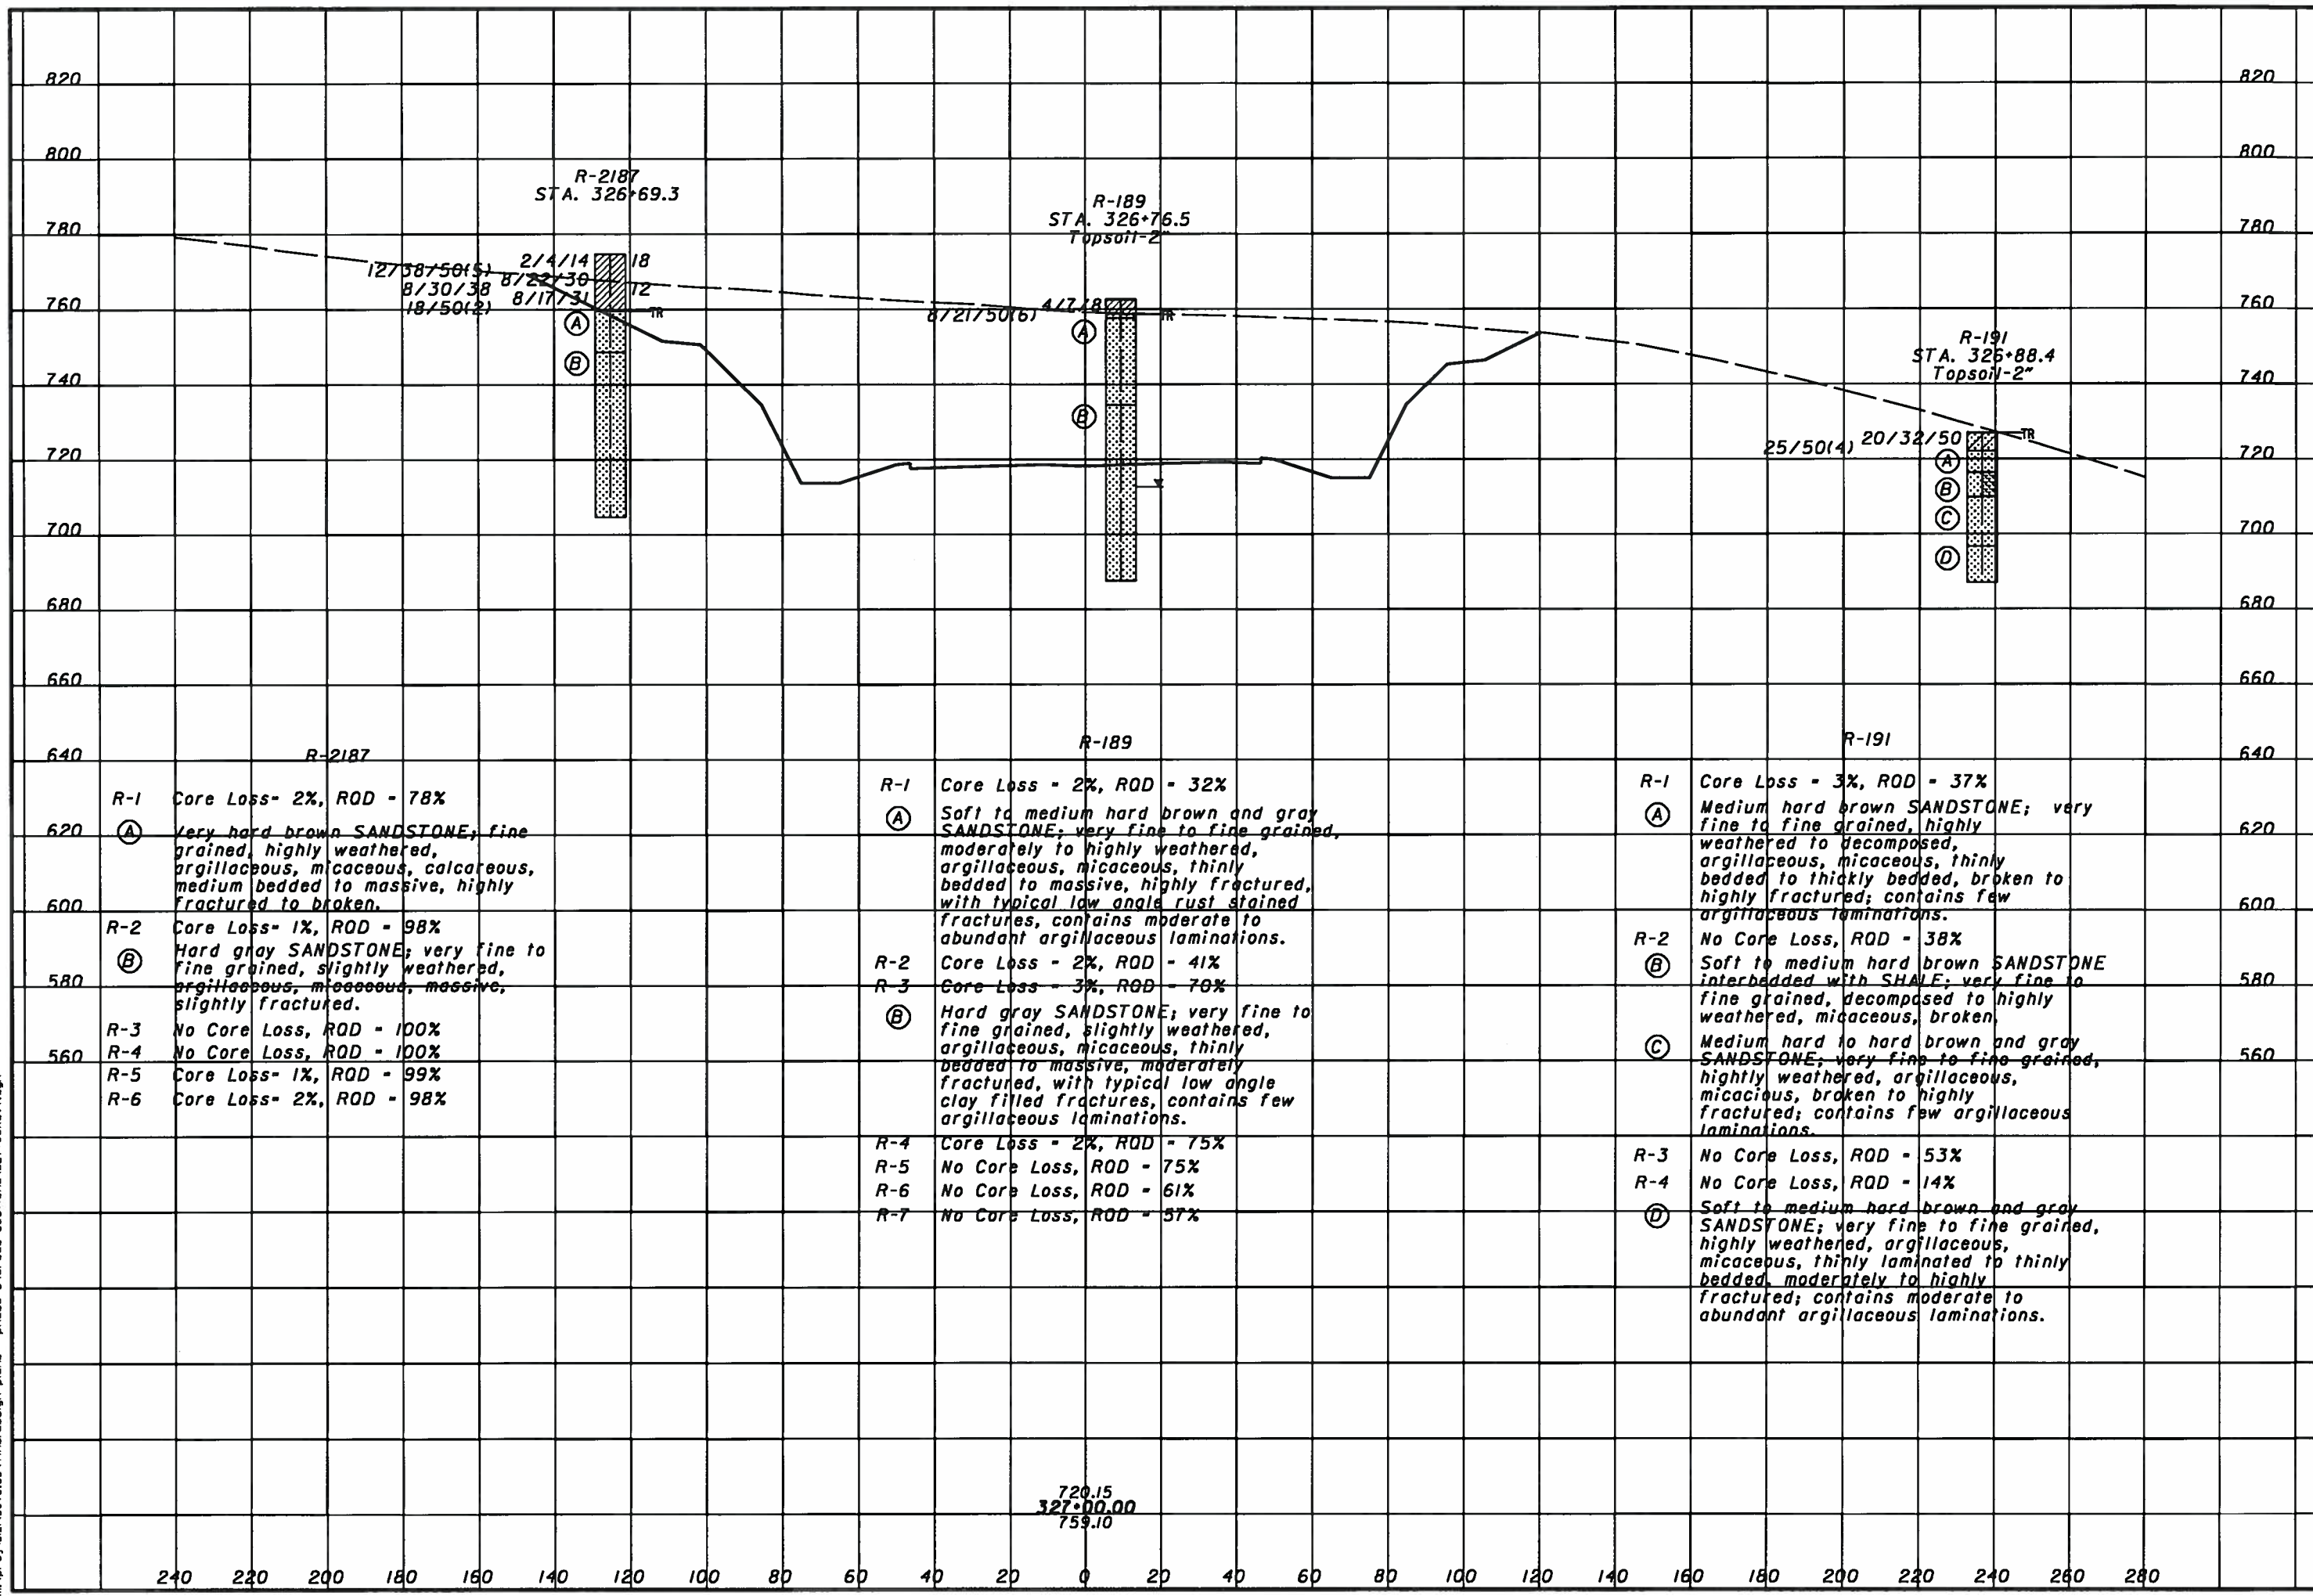 820 820
800 800
R-2187
STA. 326+69.3
R-189
STA. 326+76.5
Topsoil-2"
780 780
2/4/14 18
12/38/50(5) 8/22/30
8/30/38 12
8/17/31
18/50(2)
760 760
TR
A
B
4/7/8
8/21/50(6)
TR
A
B
R-191
STA. 326+88.4
Topsoil-2"
740 740
20/32/50 TR
25/50(4)
720 720
A
B
C
D
700 700
680 680
660 660
640 640
R-2187
R-1 Core Loss- 2%, RQD - 78%
620
A Very hard brown SANDSTONE; fine
grained, highly weathered,
argillaceous, micaceous, calcareous,
medium bedded to massive, highly
fractured to broken.
600
R-2 Core Loss- 1%, RQD - 98%
B Hard gray SANDSTONE; very fine to
fine grained, slightly weathered,
argillaceous, micaceous, massive,
slightly fractured.
580
R-3 No Core Loss, RQD - 100%
R-4 No Core Loss, RQD - 100%
560
R-5 Core Loss- 1%, RQD - 99%
R-6 Core Loss- 2%, RQD - 98%
R-189
R-1 Core Loss - 2%, RQD - 32%
A Soft to medium hard brown and gray
SANDSTONE; very fine to fine grained,
moderately to highly weathered,
argillaceous, micaceous, thinly
bedded to massive, highly fractured,
with typical low angle rust stained
fractures, contains moderate to
abundant argillaceous laminations.
R-2 Core Loss - 2%, RQD - 41%
R-3 Core Loss - 3%, RQD - 70%
B Hard gray SANDSTONE; very fine to
fine grained, slightly weathered,
argillaceous, micaceous, thinly
bedded to massive, moderately
fractured, with typical low angle
clay filled fractures, contains few
argillaceous laminations.
R-4 Core Loss - 2%, RQD - 75%
R-5 No Core Loss, RQD - 75%
R-6 No Core Loss, RQD - 61%
R-7 No Core Loss, RQD - 57%
R-191
R-1 Core Loss - 3%, RQD - 37%
A Medium hard brown SANDSTONE; very
fine to fine grained, highly
weathered to decomposed,
argillaceous, micaceous, thinly
bedded to thickly bedded, broken to
highly fractured; contains few
argillaceous laminations.
R-2 No Core Loss, RQD - 38%
B Soft to medium hard brown SANDSTONE
interbedded with SHALE; very fine to
fine grained, decomposed to highly
weathered, micaceous, broken.
C Medium hard to hard brown and gray
SANDSTONE; very fine to fine grained,
hightly weathered, argillaceous,
micacious, broken to highly
fractured; contains few argillaceous
laminations.
R-3 No Core Loss, RQD - 53%
R-4 No Core Loss, RQD - 14%
D Soft to medium hard brown and gray
SANDSTONE; very fine to fine grained,
highly weathered, argillaceous,
micaceous, thinly laminated to thinly
bedded, moderately to highly
fractured; contains moderate to
abundant argillaceous laminations.
620
600
580
560
720.15
327+00.00
759.10
240 220 200 180 160 140 120 100 80 60 40 20 0 20 40 60 80 100 120 140 160 180 200 220 240 260 280